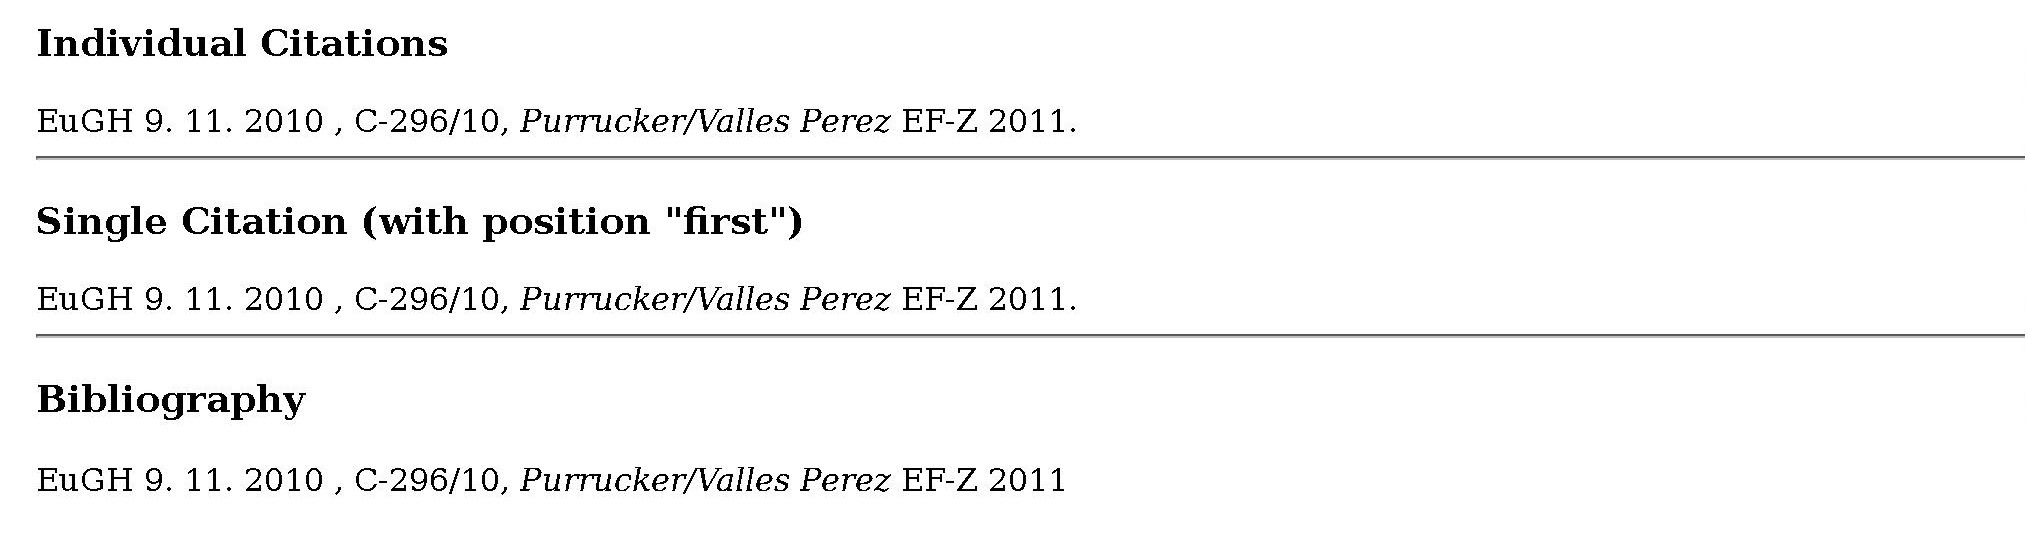 Individual Citations
EuGH 9. 11. 2010 , C-296/10, Purrucker/Valles Perez EF-Z 2011.
Single Citation (with position "first")
EuGH 9. 11. 2010 , C-296/10, Purrucker/Valles Perez EF-Z 2011.
Bibliography
EuGH 9. 11. 2010 , C-296/10, Purrucker/Valles Perez EF-Z 2011